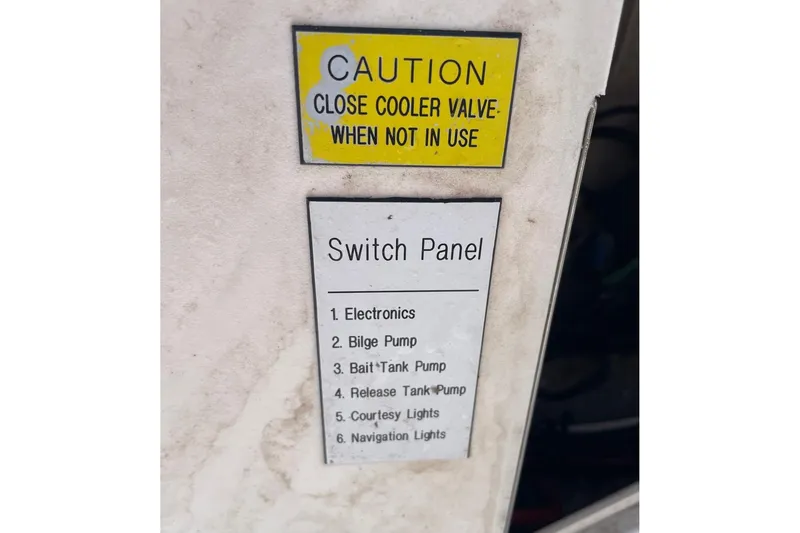 CAUTION
CLOSE COOLER VALVE
WHEN NOT IN USE
Switch Panel
1. Electronics
2. Bilge Pump
3. Bait Tank Pump
4. Release Tank Pump
5. Courtesy Lights
6. Navigation Lights